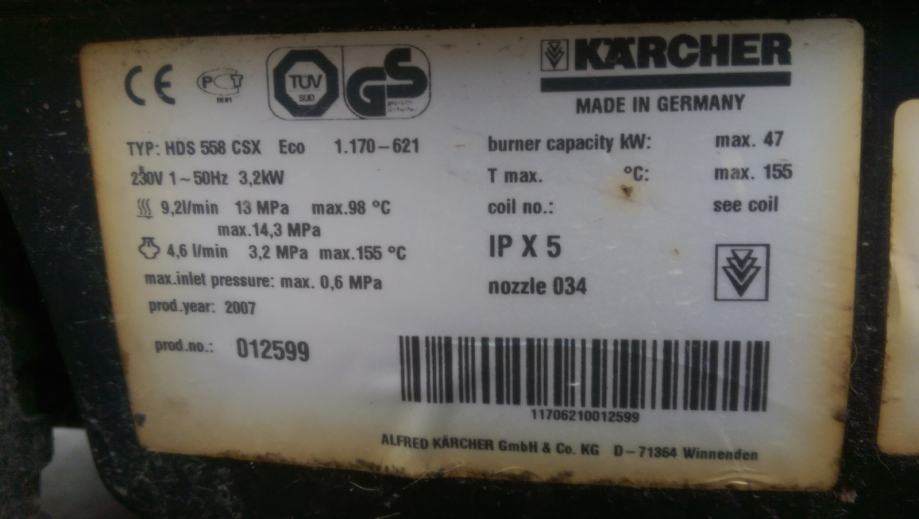 CE PCT TÜV SÜD GS
KÄRCHER
MADE IN GERMANY
TYP: HDS 558 CSX Eco 1.170-621
230V 1~50Hz 3,2kW
9,2l/min 13 MPa max.98 °C
max.14,3 MPa
4,6 l/min 3,2 MPa max.155 °C
max.inlet pressure: max. 0,6 MPa
prod.year: 2007
prod.no.: 012599
burner capacity kW: max. 47
T max. °C: max. 155
coil no.: see coil
IP X 5
nozzle 034
11706210012599
ALFRED KÄRCHER GmbH & Co. KG D-71364 Winnenden